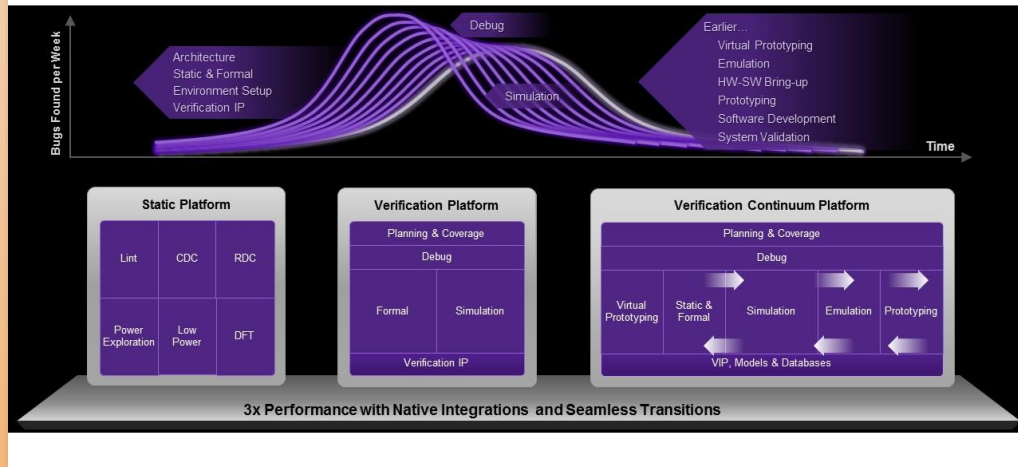 Bugs Found per Week
Architecture
Static & Formal
Environment Setup
Verification IP
Debug
Simulation
Earlier…
Virtual Prototyping
Emulation
HW-SW Bring-up
Prototyping
Software Development
System Validation
Time
Static Platform
Lint
CDC
RDC
Power
Exploration
Low
Power
DFT
Verification Platform
Planning & Coverage
Debug
Formal
Simulation
Verification IP
Verification Continuum Platform
Planning & Coverage
Debug
Virtual
Prototyping
Static &
Formal
Simulation
Emulation
Prototyping
VIP, Models & Databases
3x Performance with Native Integrations and Seamless Transitions